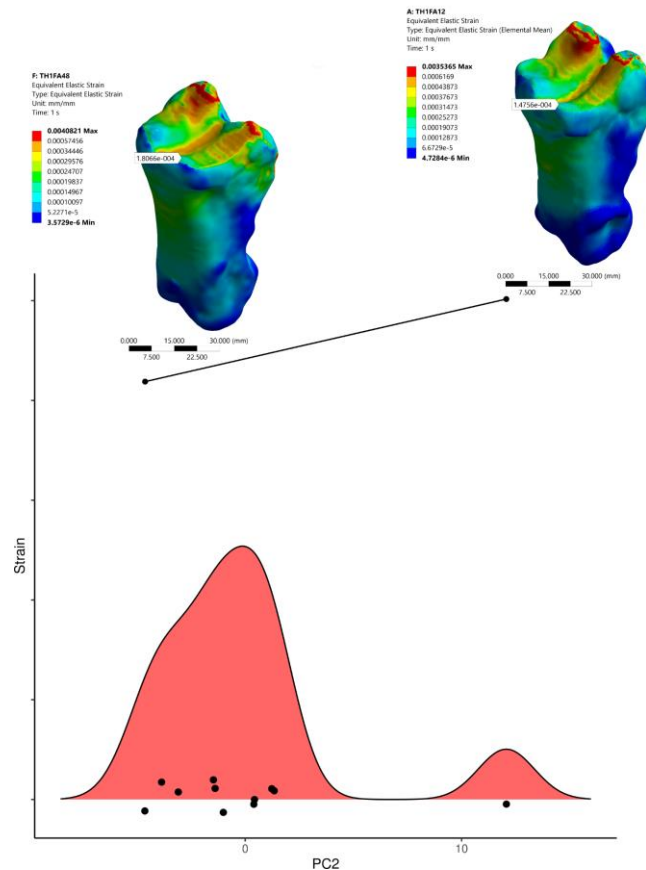 A: TH1FA12
Equivalent Elastic Strain
Type: Equivalent Elastic Strain (Elemental Mean)
Unit: mm/mm
Time: 1 s
0.0035365 Max
0.0006169
0.00043873
0.00037673
0.00031473
0.00025273
0.00019073
0.00012873
6.6729e-5
4.7284e-6 Min
1.4756e-004
0.000 15.000 30.000 (mm)
7.500 22.500
F: TH1FA48
Equivalent Elastic Strain
Type: Equivalent Elastic Strain
Unit: mm/mm
Time: 1 s
0.0040821 Max
0.00057456
0.00034446
0.00029576
0.00024707
0.00019837
0.00014967
0.00010097
5.2271e-5
3.5729e-6 Min
1.8066e-004
0.000 15.000 30.000 (mm)
7.500 22.500
Strain
0 10
PC2